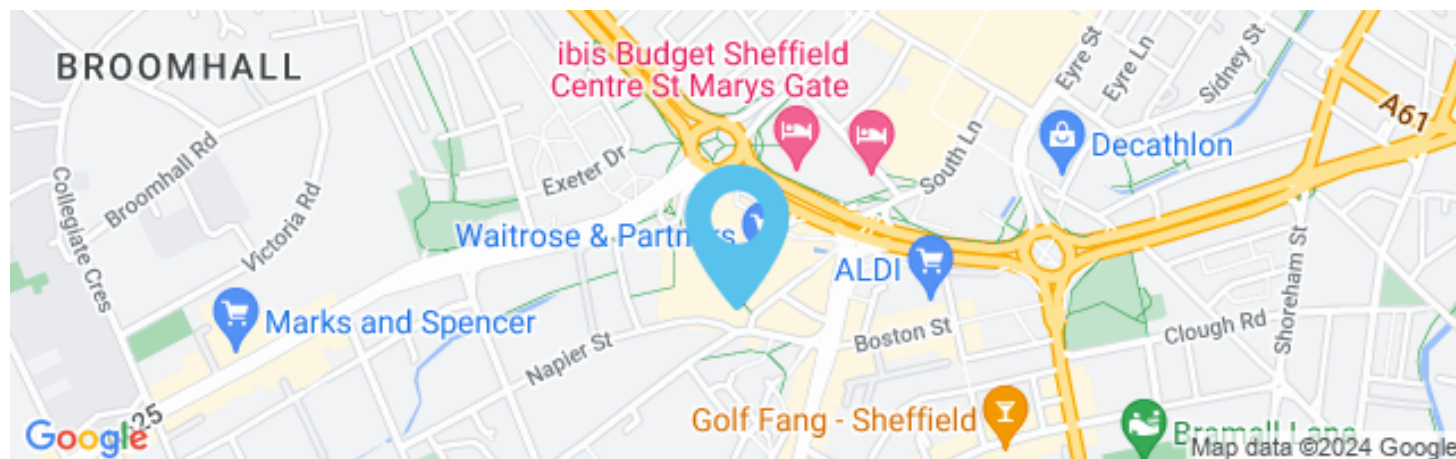 BROOMHALL
ibis Budget Sheffield
Centre St Marys Gate
Eyre St
Eyre Ln
Sidney St
A61
Decathlon
South Ln
Exeter Dr
Broomhall Rd
Victoria Rd
Collegiate Cres
Waitrose & Partners
ALDI
Marks and Spencer
Napier St
Boston St
Clough Rd
Shoreham St
Golf Fang - Sheffield
Bramall Lane
25
Google
Map data ©2024 Google